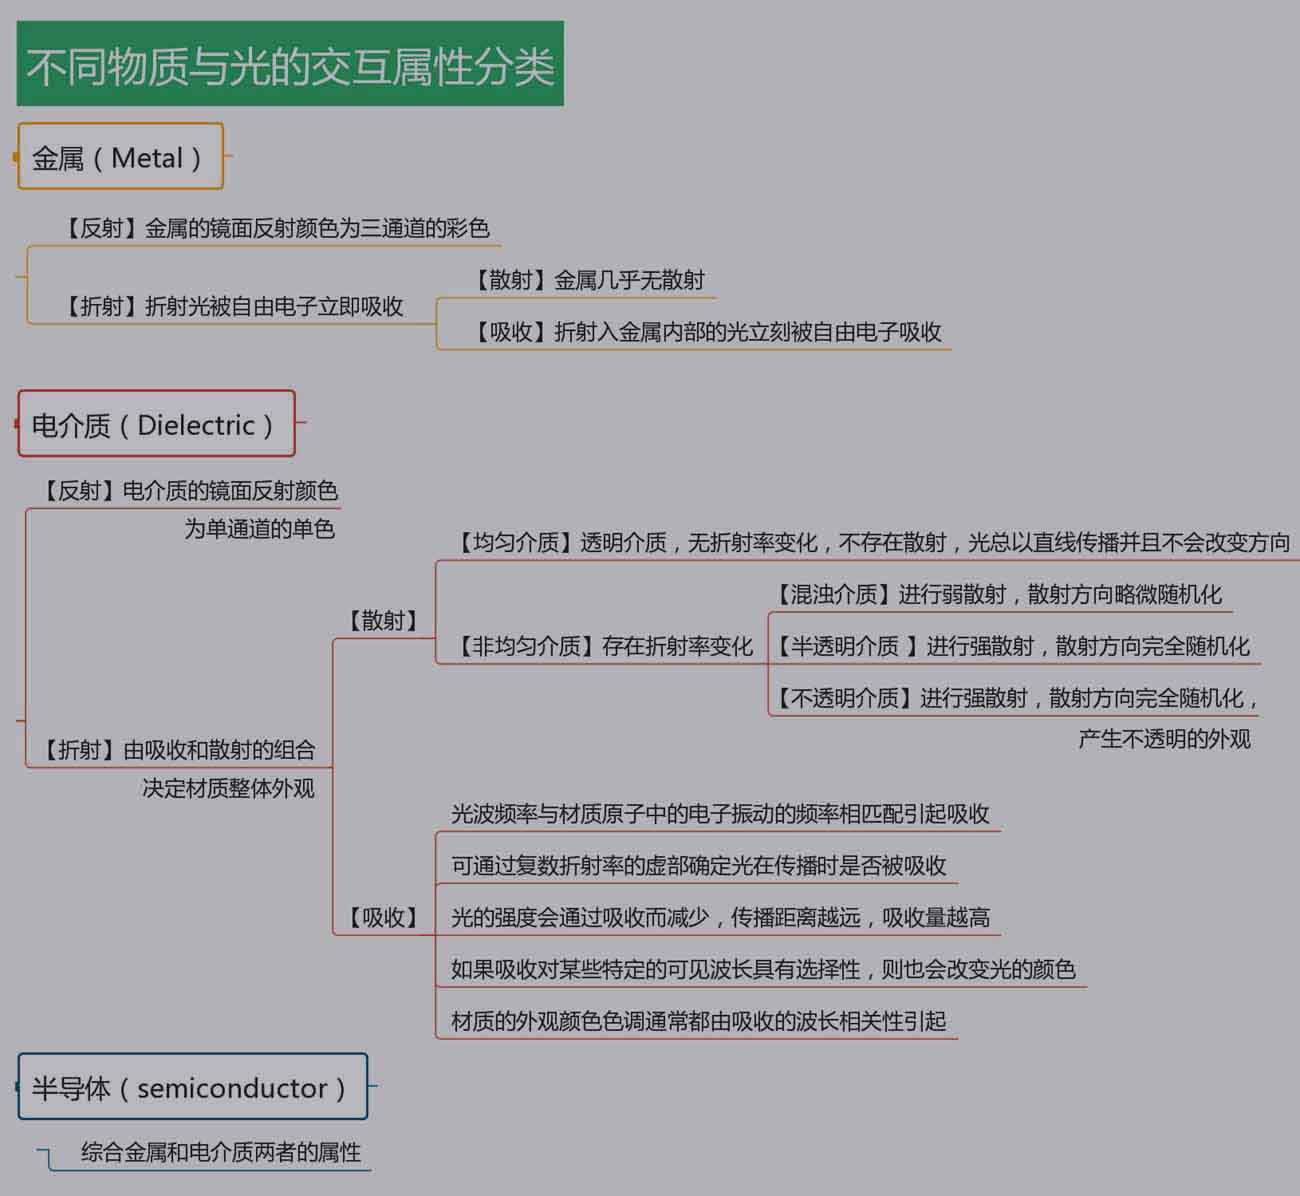 不同物质与光的交互属性分类
金属（Metal）
【反射】金属的镜面反射颜色为三通道的彩色
【折射】折射光被自由电子立即吸收
【散射】金属几乎无散射
【吸收】折射入金属内部的光立刻被自由电子吸收
电介质（Dielectric）
【反射】电介质的镜面反射颜色
为单通道的单色
【折射】由吸收和散射的组合
决定材质整体外观
【散射】
【均匀介质】透明介质，无折射率变化，不存在散射，光总以直线传播并且不会改变方向
【非均匀介质】存在折射率变化
【混浊介质】进行弱散射，散射方向略微随机化
【半透明介质 】进行强散射，散射方向完全随机化
【不透明介质】进行强散射，散射方向完全随机化，
产生不透明的外观
【吸收】
光波频率与材质原子中的电子振动的频率相匹配引起吸收
可通过复数折射率的虚部确定光在传播时是否被吸收
光的强度会通过吸收而减少，传播距离越远，吸收量越高
如果吸收对某些特定的可见波长具有选择性，则也会改变光的颜色
材质的外观颜色色调通常都由吸收的波长相关性引起
半导体（semiconductor）
综合金属和电介质两者的属性